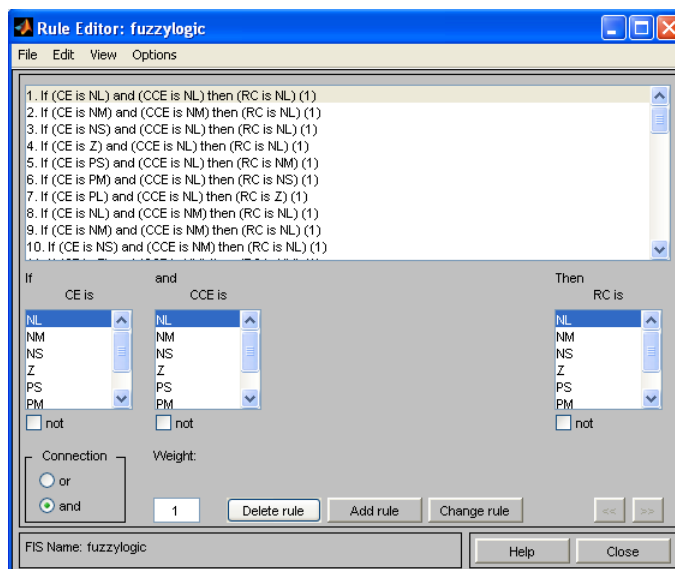 Rule Editor: fuzzylogic
File Edit View Options
1. If (CE is NL) and (CCE is NL) then (RC is NL) (1)
2. If (CE is NM) and (CCE is NM) then (RC is NL) (1)
3. If (CE is NS) and (CCE is NL) then (RC is NL) (1)
4. If (CE is Z) and (CCE is NL) then (RC is NL) (1)
5. If (CE is PS) and (CCE is NL) then (RC is NM) (1)
6. If (CE is PM) and (CCE is NL) then (RC is NS) (1)
7. If (CE is PL) and (CCE is NL) then (RC is Z) (1)
8. If (CE is NL) and (CCE is NM) then (RC is NL) (1)
9. If (CE is NM) and (CCE is NM) then (RC is NL) (1)
10. If (CE is NS) and (CCE is NM) then (RC is NL) (1)
If and Then
CE is CCE is RC is
NL NL NL
NM NM NM
NS NS NS
Z Z Z
PS PS PS
PM PM PM
not not not
Connection Weight:
or
and 1 Delete rule Add rule Change rule << >>
FIS Name: fuzzylogic Help Close